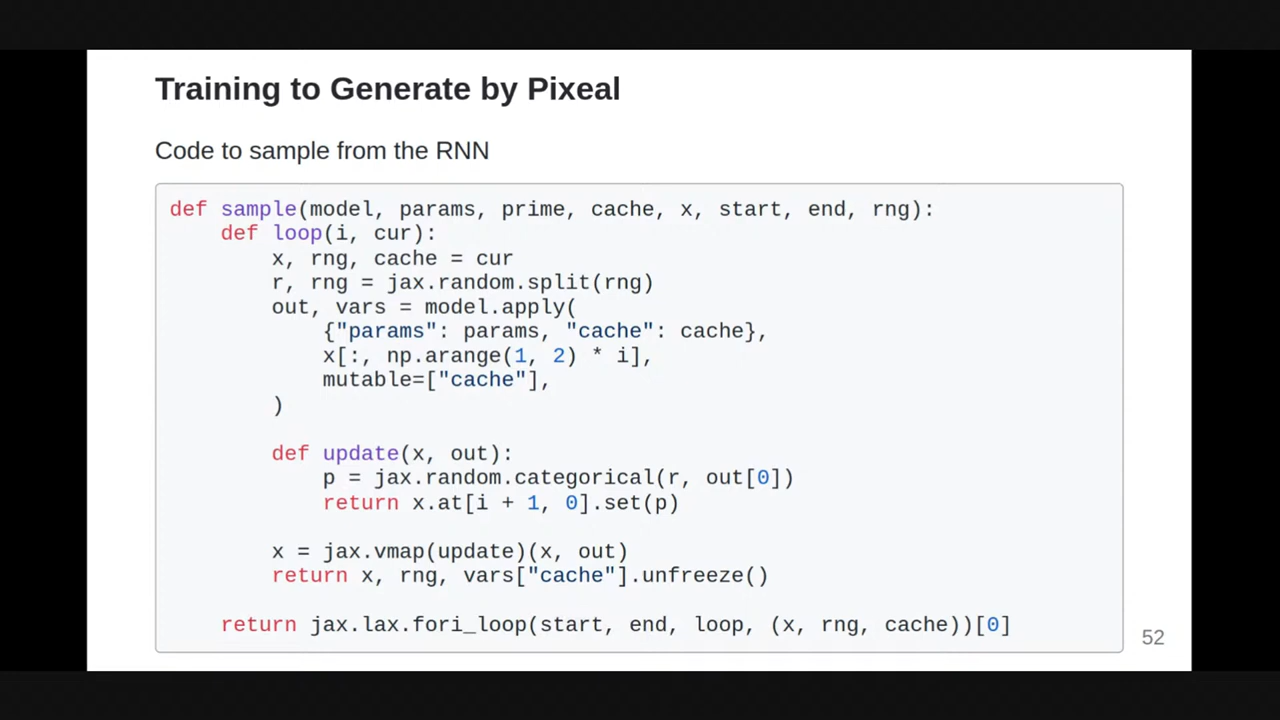 Training to Generate by Pixeal
Code to sample from the RNN
def sample(model, params, prime, cache, x, start, end, rng):
    def loop(i, cur):
        x, rng, cache = cur
        r, rng = jax.random.split(rng)
        out, vars = model.apply(
            {"params": params, "cache": cache},
            x[:, np.arange(1, 2) * i],
            mutable=["cache"],
        )
        def update(x, out):
            p = jax.random.categorical(r, out[0])
            return x.at[i + 1, 0].set(p)
        x = jax.vmap(update)(x, out)
        return x, rng, vars["cache"].unfreeze()
    return jax.lax.fori_loop(start, end, loop, (x, rng, cache))[0]
52